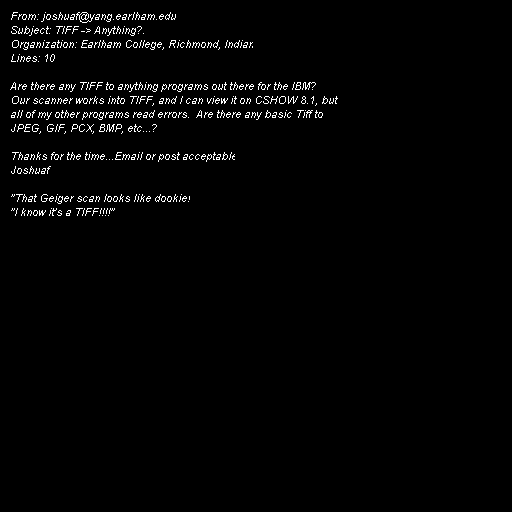 From: joshuaf@yang.earlham.edu
Subject: TIFF -> Anything?.
Organization: Earlham College, Richmond, Indiar.
Lines: 10

Are there any TIFF to anything programs out there for the IBM?
Our scanner works into TIFF, and I can view it on CSHOW 8.1, but
all of my other programs read errors.  Are there any basic Tiff to
JPEG, GIF, PCX, BMP, etc...?

Thanks for the time...Email or post acceptable
Joshuaf

"That Geiger scan looks like dookie!
"I know it's a TIFF!!!!"